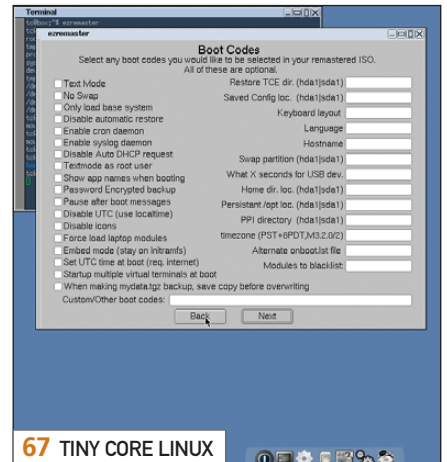 Terminal
tc@box:~$ ezremaster
ezremaster
Boot Codes
Select any boot codes you would like to be selected in your remastered ISO.
All of these are optional.
Text Mode
No Swap
Only load base system
Disable automatic restore
Enable cron daemon
Enable syslog daemon
Disable Auto DHCP request
Textmode as root user
Show app names when booting
Password Encrypted backup
Pause after boot messages
Disable UTC (use localtime)
Disable icons
Force load laptop modules
Embed mode (stay on initramfs)
Set UTC time at boot (req. internet)
Startup multiple virtual terminals at boot
When making mydata.tgz backup, save copy before overwriting
Restore TCE dir. (hda1|sda1)
Saved Config loc. (hda1|sda1)
Keyboard layout
Language
Hostname
Swap partition (hda1|sda1)
What X seconds for USB dev.
Home dir. loc. (hda1|sda1)
Persistant /opt loc. (hda1|sda1)
PPI directory (hda1|sda1)
timezone (PST+8PDT,M3.2.0/2)
Alternate onboot.lst file
Modules to blacklist:
Custom/Other boot codes:
Back
Next
67 TINY CORE LINUX